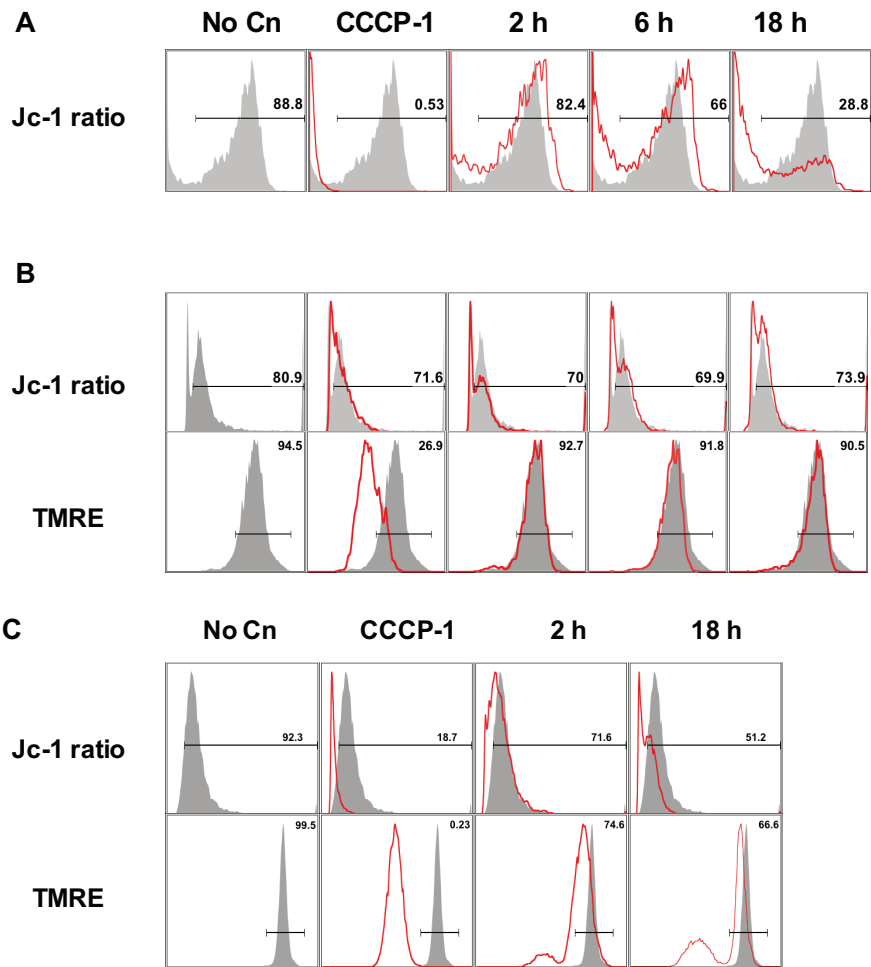 A
No Cn CCCP-1 2 h 6 h 18 h
Jc-1 ratio 88.8 0.53 82.4 66 28.8
B
Jc-1 ratio 80.9 71.6 70 69.9 73.9
94.5 26.9 92.7 91.8 90.5
TMRE
C
No Cn CCCP-1 2 h 18 h
Jc-1 ratio 92.3 18.7 71.6 51.2
99.5 0.23 74.6 66.6
TMRE